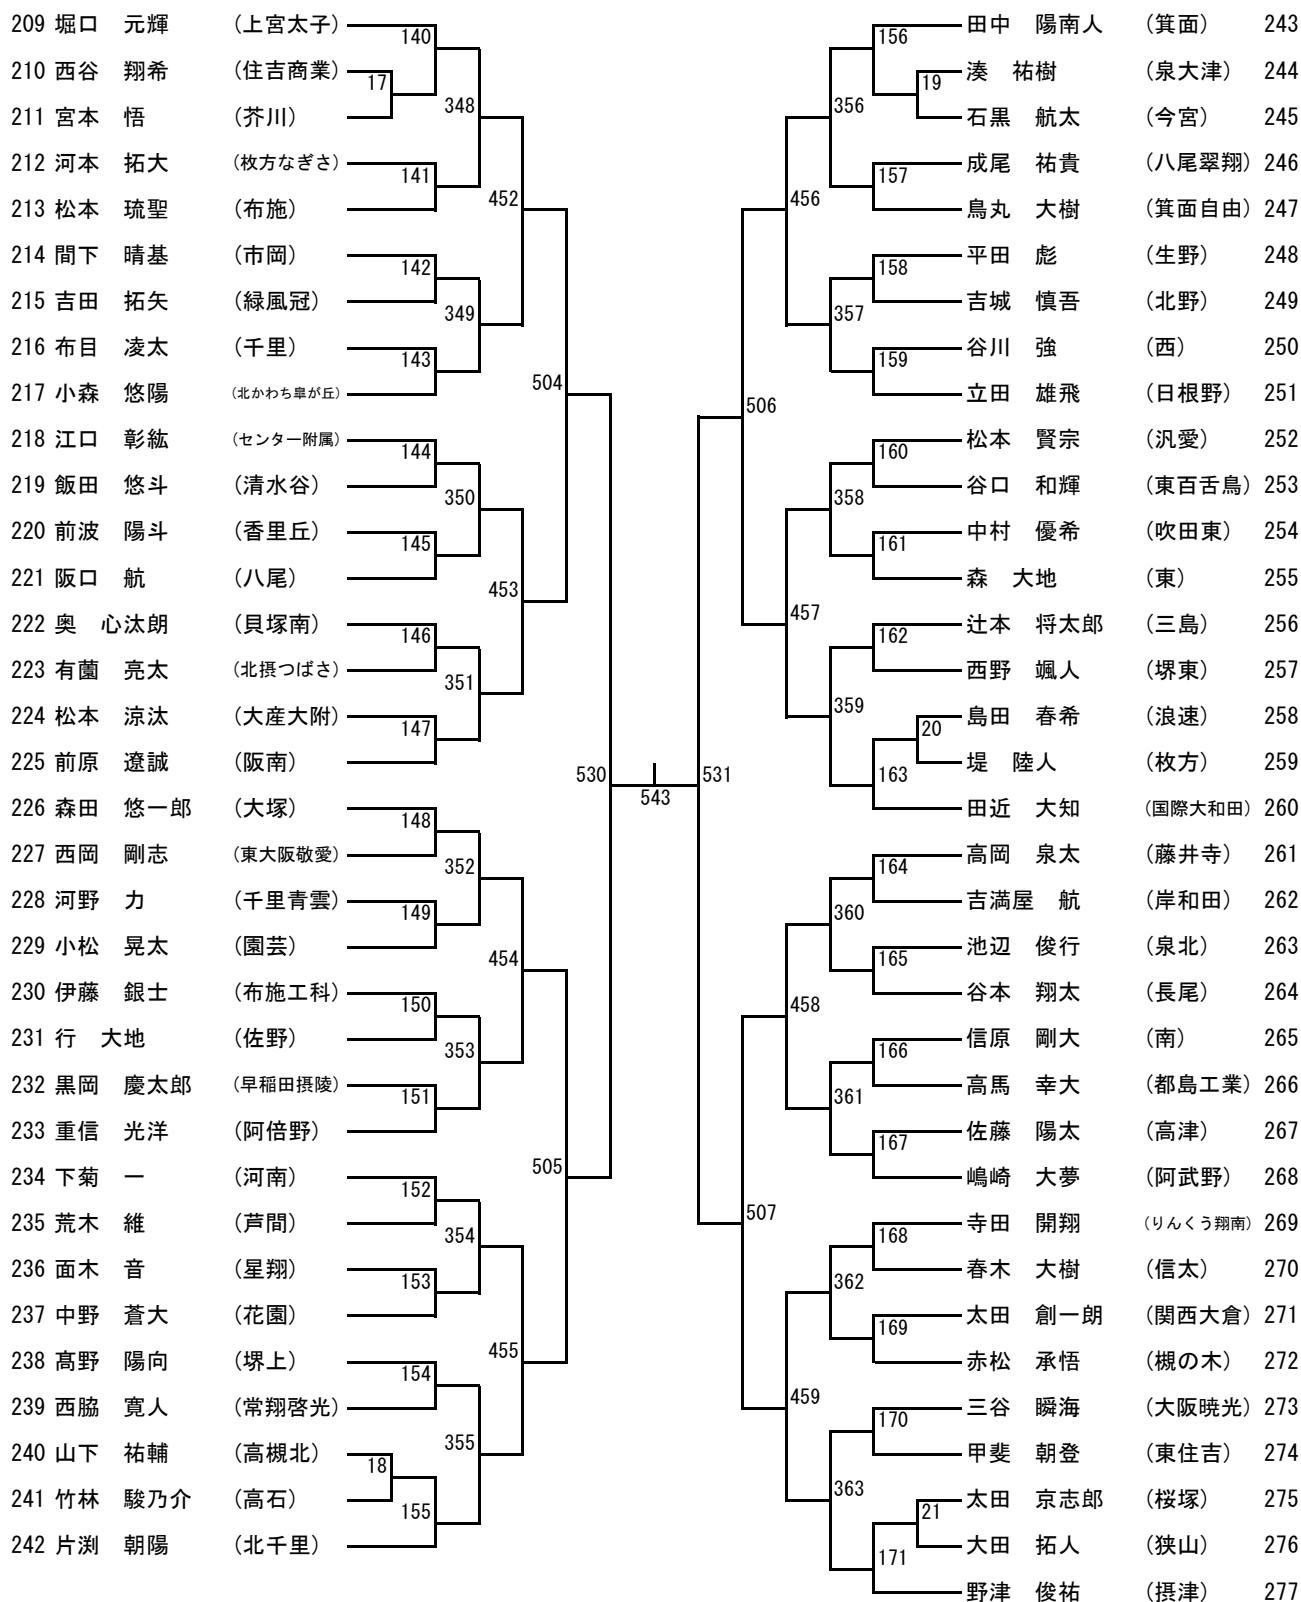 209 堀口　元輝 （上宮太子）
210 西谷　翔希 （住吉商業）
211 宮本　悟 （芥川）
212 河本　拓大 （枚方なぎさ）
213 松本　琉聖 （布施）
214 間下　晴基 （市岡）
215 吉田　拓矢 （緑風冠）
216 布目　凌太 （千里）
217 小森　悠陽 （北かわち皐が丘）
218 江口　彰紘 （センター附属）
219 飯田　悠斗 （清水谷）
220 前波　陽斗 （香里丘）
221 阪口　航 （八尾）
222 奥　心汰朗 （貝塚南）
223 有薗　亮太 （北摂つばさ）
224 松本　涼汰 （大産大附）
225 前原　遼誠 （阪南）
226 森田　悠一郎 （大塚）
227 西岡　剛志 （東大阪敬愛）
228 河野　力 （千里青雲）
229 小松　晃太 （園芸）
230 伊藤　銀士 （布施工科）
231 行　大地 （佐野）
232 黒岡　慶太郎 （早稲田摂陵）
233 重信　光洋 （阿倍野）
234 下菊　一 （河南）
235 荒木　維 （芦間）
236 面木　音 （星翔）
237 中野　蒼大 （花園）
238 髙野　陽向 （堺上）
239 西脇　寛人 （常翔啓光）
240 山下　祐輔 （高槻北）
241 竹林　駿乃介 （高石）
242 片渕　朝陽 （北千里）
140
17
348
141
452
142
349
143
504
144
350
145
453
146
351
147
530
148
352
149
454
150
353
151
505
152
354
153
455
154
355
18
155
543
531
156
19
356
157
456
158
357
159
506
160
358
161
457
162
359
20
163
164
360
165
458
166
361
167
507
168
362
169
459
170
363
21
171
田中　陽南人 （箕面） 243
湊　祐樹 （泉大津） 244
石黒　航太 （今宮） 245
成尾　祐貴 （八尾翠翔） 246
鳥丸　大樹 （箕面自由） 247
平田　彪 （生野） 248
吉城　慎吾 （北野） 249
谷川　強 （西） 250
立田　雄飛 （日根野） 251
松本　賢宗 （汎愛） 252
谷口　和輝 （東百舌鳥） 253
中村　優希 （吹田東） 254
森　大地 （東） 255
辻本　将太郎 （三島） 256
西野　颯人 （堺東） 257
島田　春希 （浪速） 258
堤　陸人 （枚方） 259
田近　大知 （国際大和田） 260
高岡　泉太 （藤井寺） 261
吉満屋　航 （岸和田） 262
池辺　俊行 （泉北） 263
谷本　翔太 （長尾） 264
信原　剛大 （南） 265
高馬　幸大 （都島工業） 266
佐藤　陽太 （高津） 267
嶋崎　大夢 （阿武野） 268
寺田　開翔 （りんくう翔南） 269
春木　大樹 （信太） 270
太田　創一朗 （関西大倉） 271
赤松　承悟 （槻の木） 272
三谷　瞬海 （大阪暁光） 273
甲斐　朝登 （東住吉） 274
太田　京志郎 （桜塚） 275
大田　拓人 （狭山） 276
野津　俊祐 （摂津） 277